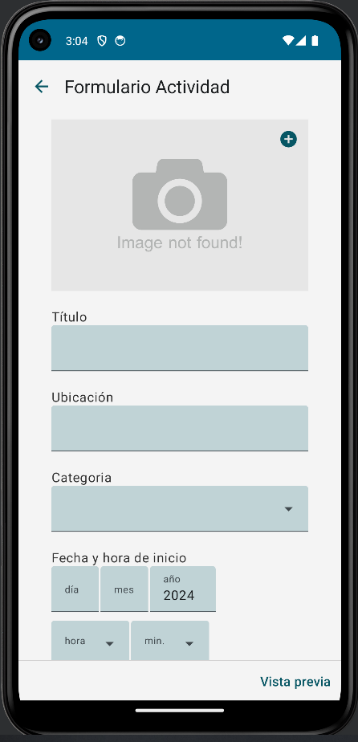 3:04
Formulario Actividad
Image not found!
Título
Ubicación
Categoria
Fecha y hora de inicio
día mes año
2024
hora min.
Vista previa